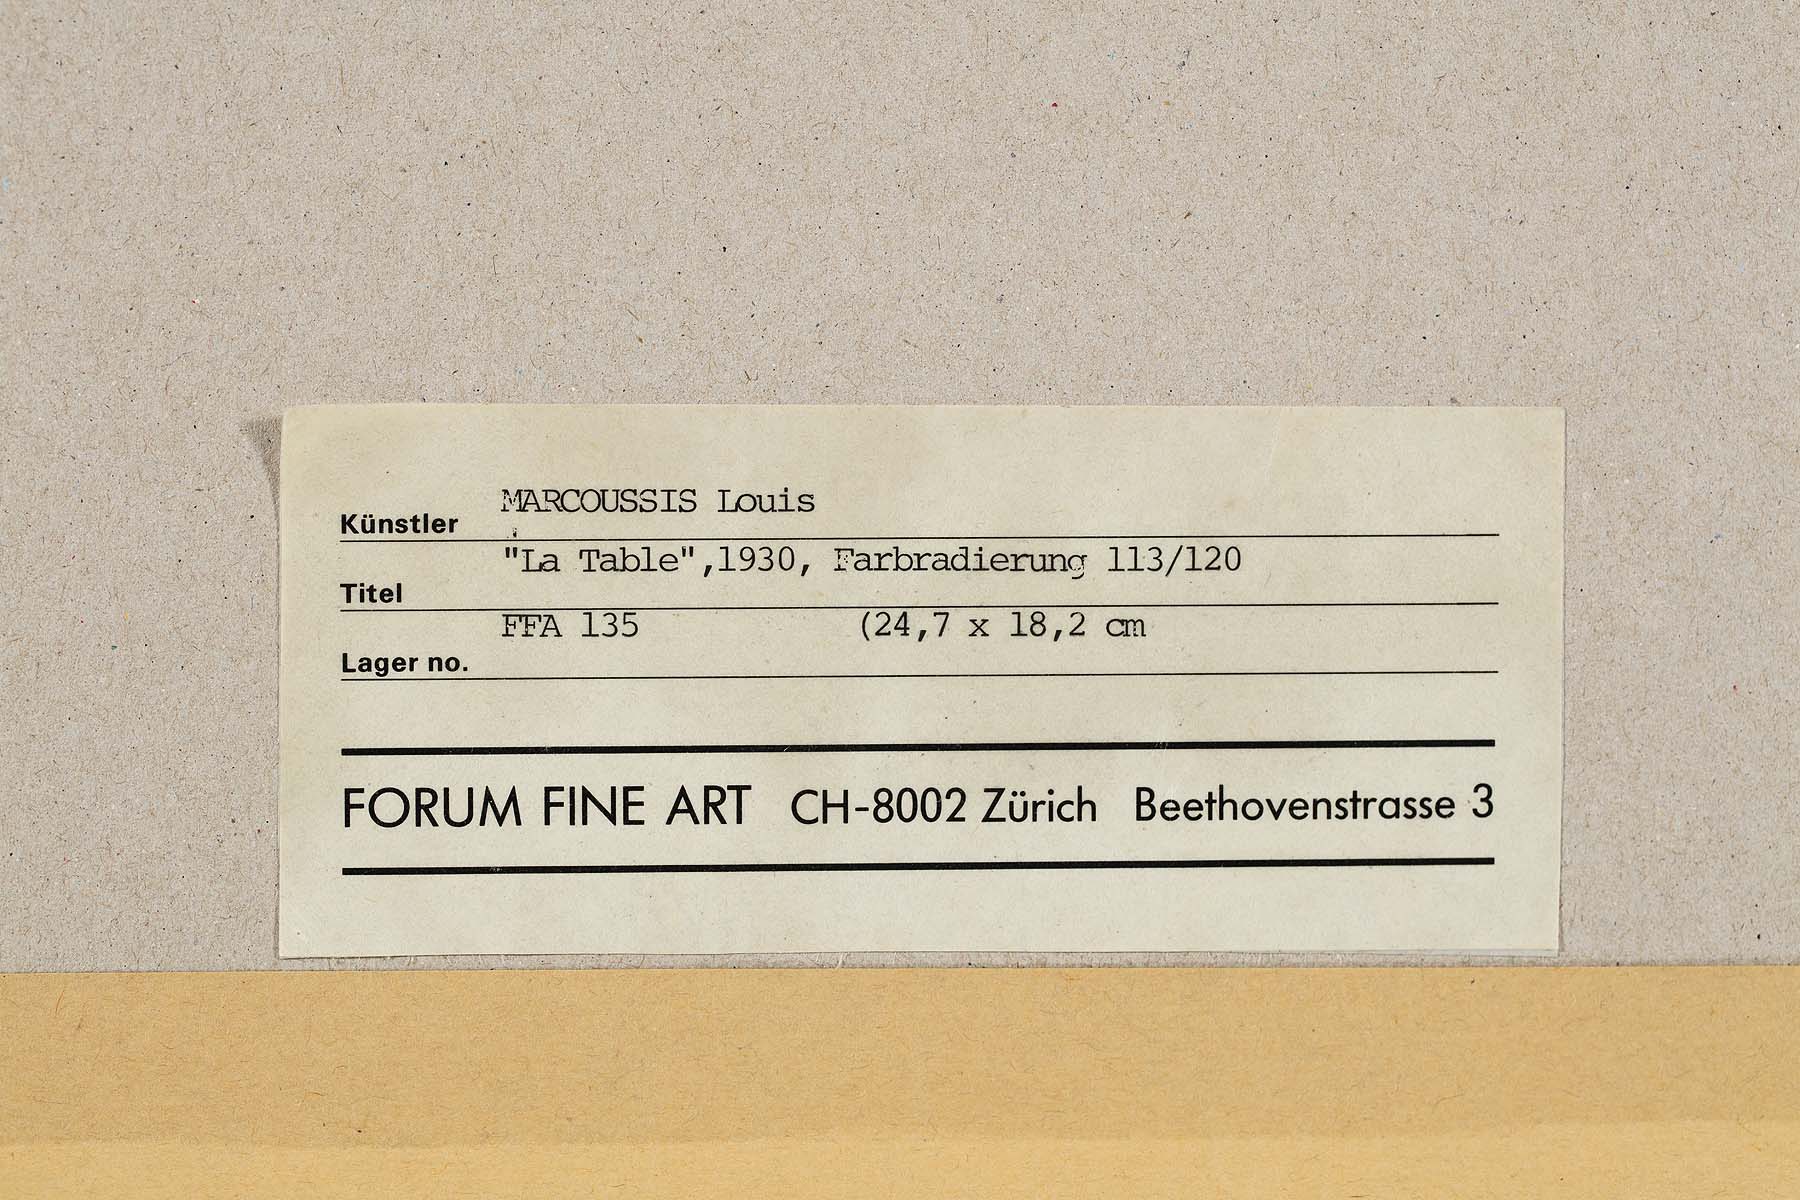 MARCOUSSIS Louis
Künstler
"La Table",1930, Farbradierung 113/120
Titel
FFA 135 (24,7 x 18,2 cm
Lager no.
FORUM FINE ART CH-8002 Zürich Beethovenstrasse 3